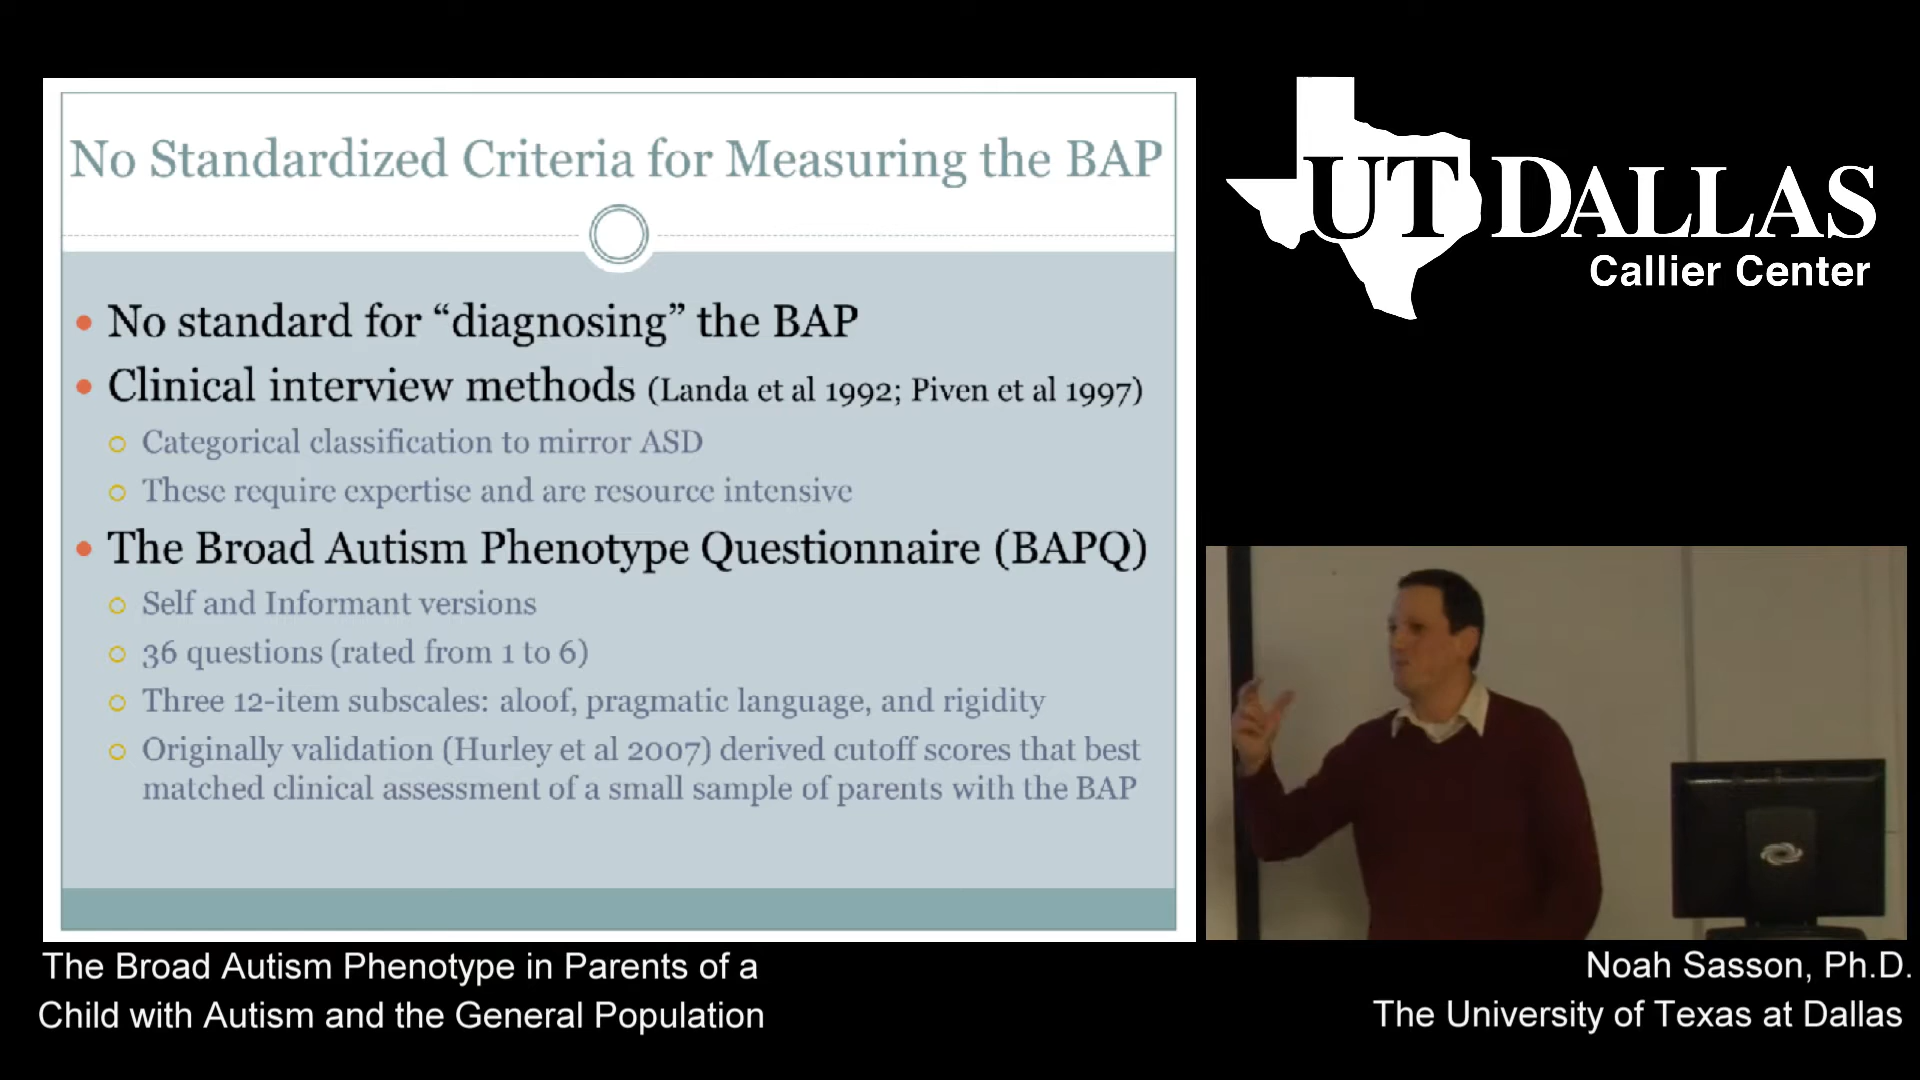 No Standardized Criteria for Measuring the BAP
No standard for “diagnosing” the BAP
Clinical interview methods (Landa et al 1992; Piven et al 1997)
Categorical classification to mirror ASD
These require expertise and are resource intensive
The Broad Autism Phenotype Questionnaire (BAPQ)
Self and Informant versions
36 questions (rated from 1 to 6)
Three 12-item subscales: aloof, pragmatic language, and rigidity
Originally validation (Hurley et al 2007) derived cutoff scores that best
matched clinical assessment of a small sample of parents with the BAP
UT DALLAS
Callier Center
The Broad Autism Phenotype in Parents of a
Child with Autism and the General Population
Noah Sasson, Ph.D.
The University of Texas at Dallas